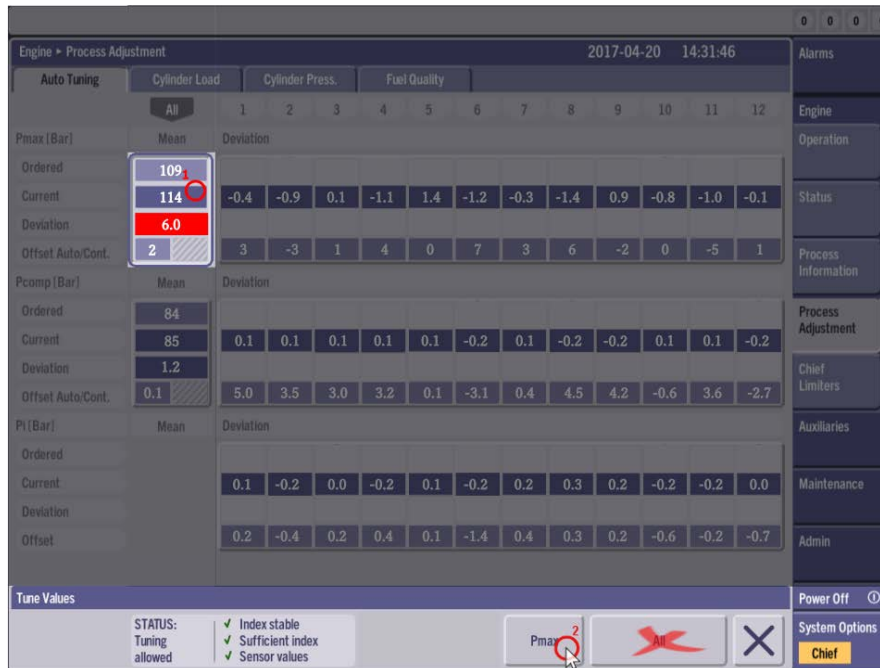 0 0 0
Engine ▸ Process Adjustment 2017-04-20 14:31:46 Alarms
Auto Tuning Cylinder Load Cylinder Press. Fuel Quality
All 1 2 3 4 5 6 7 8 9 10 11 12 Engine
Pmax [Bar] Mean Deviation Operation
Ordered 109 1
Current 114 -0.4 -0.9 0.1 -1.1 1.4 -1.2 -0.3 -1.4 0.9 -0.8 -1.0 -0.1 Status
Deviation 6.0
Offset Auto/Cont. 2 3 -3 1 4 0 7 3 6 -2 0 -5 1 Process
Information
Pcomp [Bar] Mean Deviation
Ordered 84 Process
Adjustment
Current 85 0.1 0.1 0.1 0.1 0.1 -0.2 0.1 -0.2 -0.2 0.1 0.1 -0.2
Deviation 1.2 Chief
Limiters
Offset Auto/Cont. 0.1 5.0 3.5 3.0 3.2 0.1 -3.1 0.4 4.5 4.2 -0.6 3.6 -2.7
Pi [Bar] Mean Deviation Auxiliaries
Ordered
Current 0.1 -0.2 0.0 -0.2 0.1 -0.2 0.2 0.3 0.2 -0.2 -0.2 0.0 Maintenance
Deviation
Offset 0.2 -0.4 0.2 0.4 0.1 -1.4 0.4 0.3 0.2 -0.6 -0.2 -0.7 Admin
Tune Values Power Off
STATUS: ✓ Index stable System Options
Tuning ✓ Sufficient index Pmax 2 All
allowed ✓ Sensor values Chief